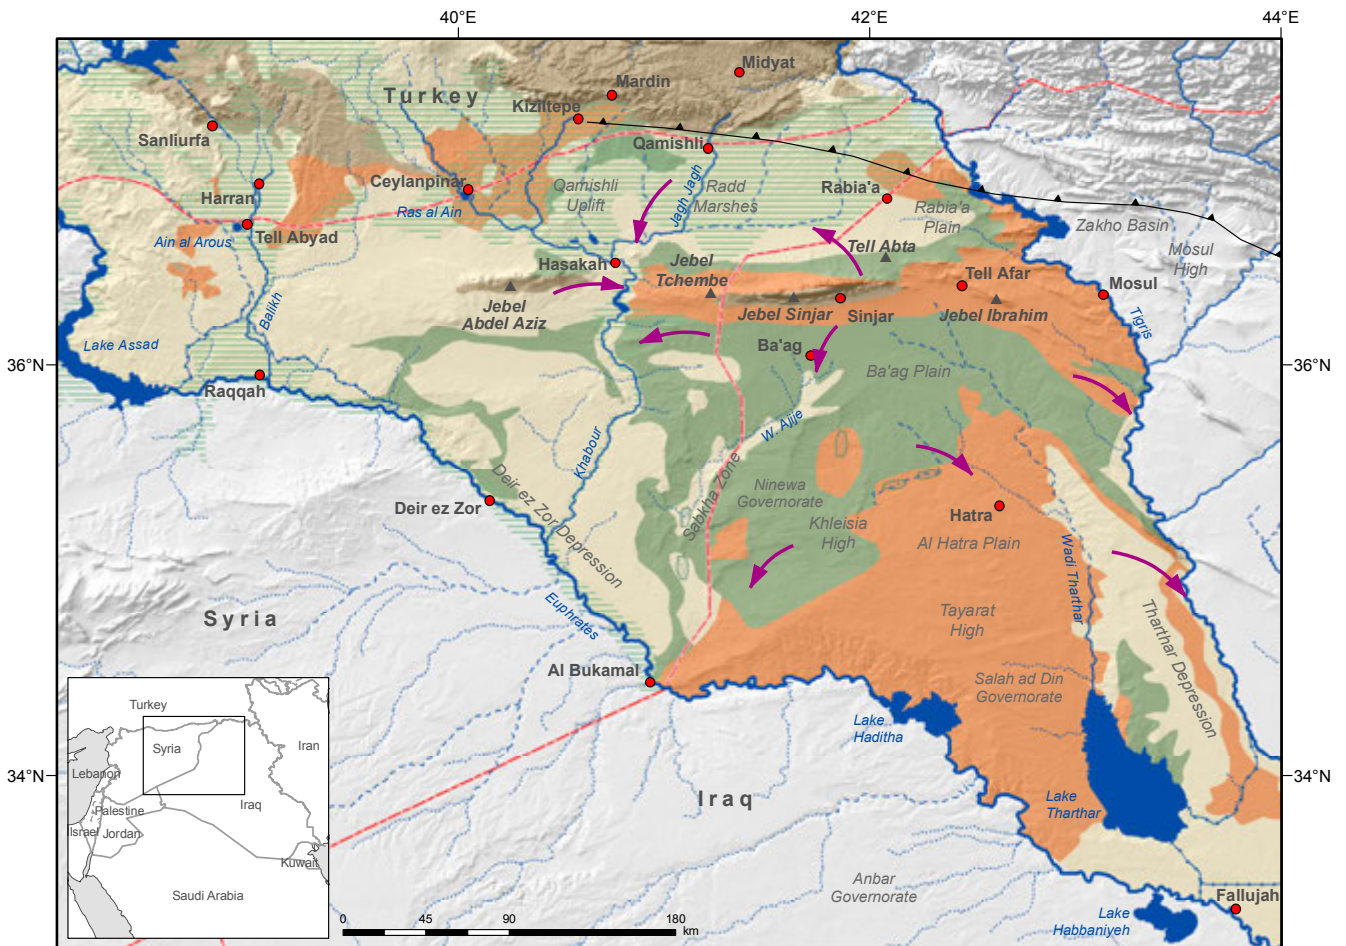 40°E
42°E
44°E
Midyat
Mardin
Turkey
Kiziltepe
Sanliurfa
Qamishli
Ceylanpinar
Qamishli
Uplift
Jagh Jagh
Radd
Marshes
Rabia'a
Harran
Ras al Ain
Rabia'a
Plain
Zakho Basin
Ain al Arous
Tell Abyad
Tell Abta
Mosul
High
Hasakah
Jebel
Tchembe
Tell Afar
Mosul
Jebel
Abdel Aziz
Balikh
Jebel Sinjar
Sinjar
Jebel Ibrahim
Tigris
Lake Assad
Ba'ag
36°N
36°N
Ba'ag Plain
Raqqah
W. Ajje
Khabour
Deir ez Zor Depression
Sabkha Zone
Ninewa
Governorate
Deir ez Zor
Khleisia
High
Hatra
Al Hatra Plain
Wadi Tharthar
Euphrates
Syria
Tayarat
High
Tharthar Depression
Al Bukamal
Salah ad Din
Governorate
Lake
Haditha
34°N
34°N
Iraq
Lake
Tharthar
Anbar
Governorate
Fallujah
Lake
Habbaniyeh
Turkey
Syria
Iran
Lebanon
Iraq
Palestine
Israel
Jordan
Kuwait
Saudi Arabia
0
45
90
180
km